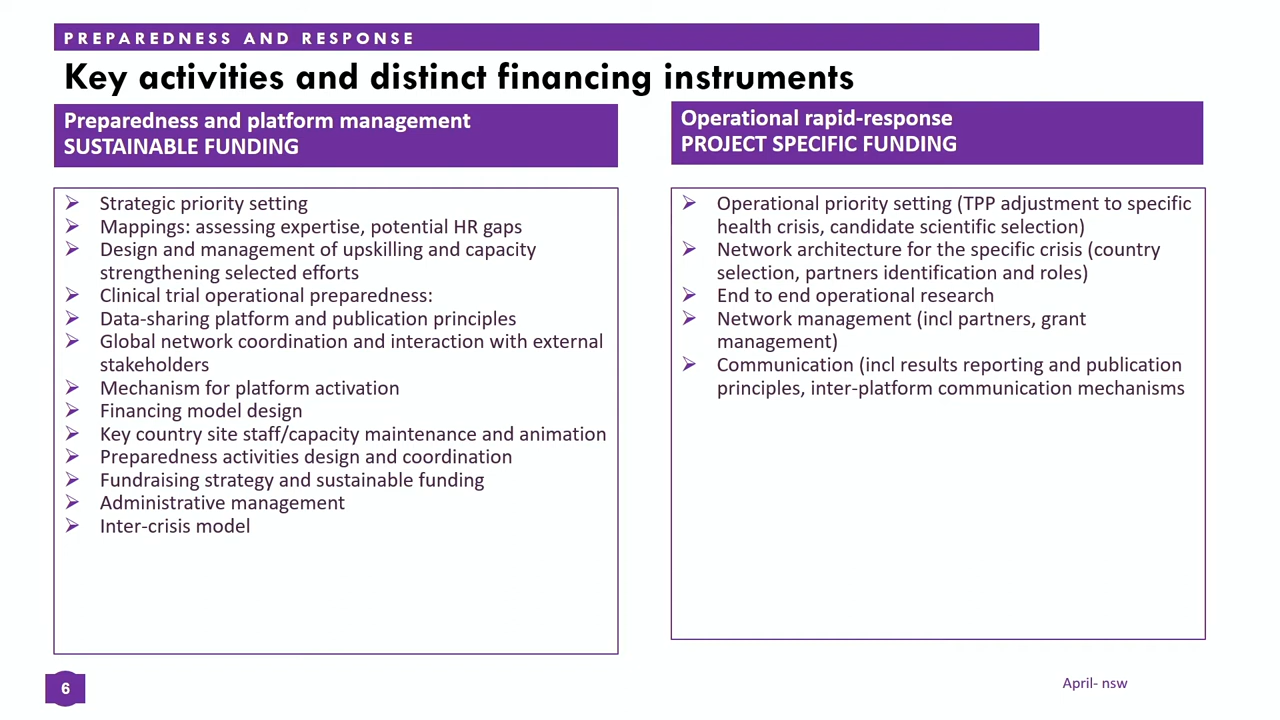 PREPAREDNESS AND RESPONSE
Key activities and distinct financing instruments
Preparedness and platform management
SUSTAINABLE FUNDING
Strategic priority setting
Mappings: assessing expertise, potential HR gaps
Design and management of upskilling and capacity
strengthening selected efforts
Clinical trial operational preparedness:
Data-sharing platform and publication principles
Global network coordination and interaction with external
stakeholders
Mechanism for platform activation
Financing model design
Key country site staff/capacity maintenance and animation
Preparedness activities design and coordination
Fundraising strategy and sustainable funding
Administrative management
Inter-crisis model
Operational rapid-response
PROJECT SPECIFIC FUNDING
Operational priority setting (TPP adjustment to specific
health crisis, candidate scientific selection)
Network architecture for the specific crisis (country
selection, partners identification and roles)
End to end operational research
Network management (incl partners, grant
management)
Communication (incl results reporting and publication
principles, inter-platform communication mechanisms
6
April- nsw